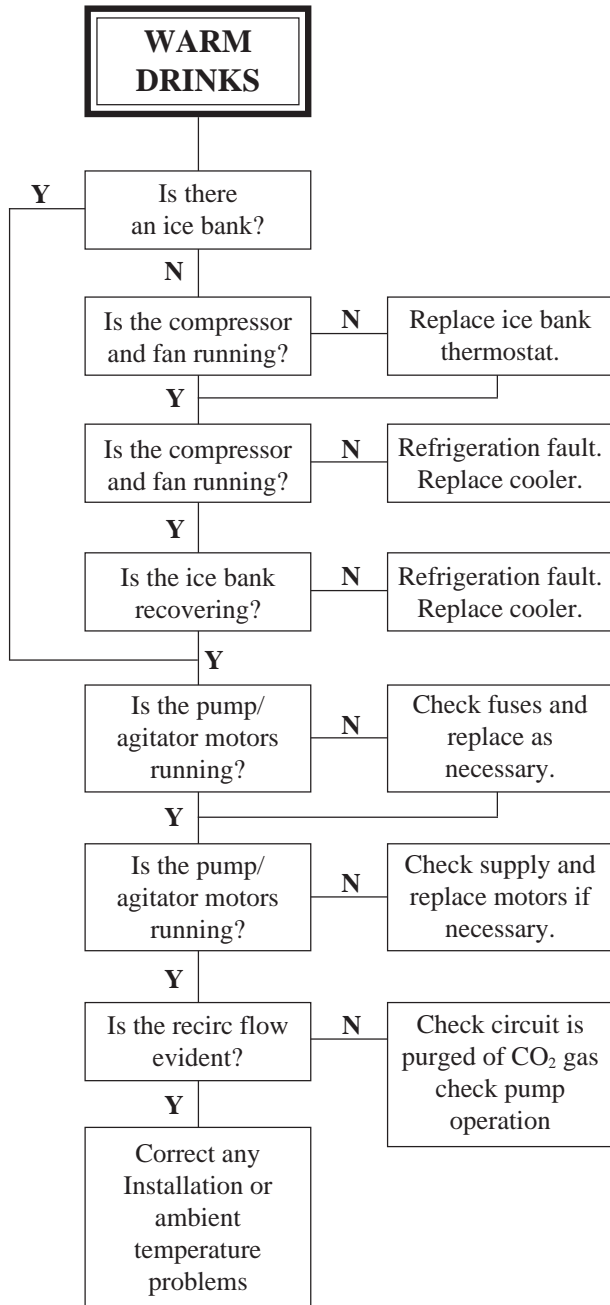 WARM
DRINKS
Y
Is there
an ice bank?
N
Is the compressor
and fan running?
N
Replace ice bank
thermostat.
Y
Is the compressor
and fan running?
N
Refrigeration fault.
Replace cooler.
Y
Is the ice bank
recovering?
N
Refrigeration fault.
Replace cooler.
Y
Is the pump/
agitator motors
running?
N
Check fuses and
replace as
necessary.
Y
Is the pump/
agitator motors
running?
N
Check supply and
replace motors if
necessary.
Y
Is the recirc flow
evident?
N
Check circuit is
purged of CO₂ gas
check pump
operation
Y
Correct any
Installation or
ambient
temperature
problems